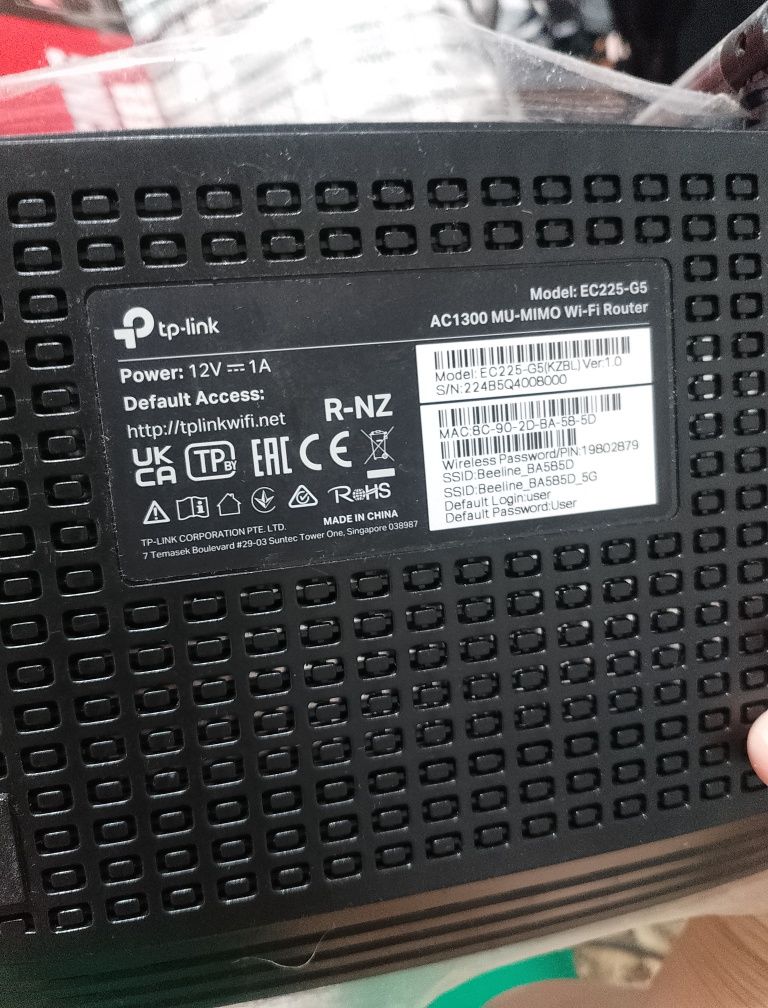 tp-link
Model: EC225-G5
AC1300 MU-MIMO Wi-Fi Router
Power: 12V ⎓ 1A
Default Access:
http://tplinkwifi.net
R-NZ
UK
CA
TP
BY
EAC CE
RoHS
MADE IN CHINA
TP-LINK CORPORATION PTE. LTD.
7 Temasek Boulevard #29-03 Suntec Tower One, Singapore 038987
Model: EC225-G5(KZBL) Ver:1.0
S/N: 224B5Q4008000
MAC:8C-90-2D-BA-5B-5D
Wireless Password/PIN:19802879
SSID:Beeline_BA5B5D
SSID:Beeline_BA5B5D_5G
Default Login:user
Default Password:User